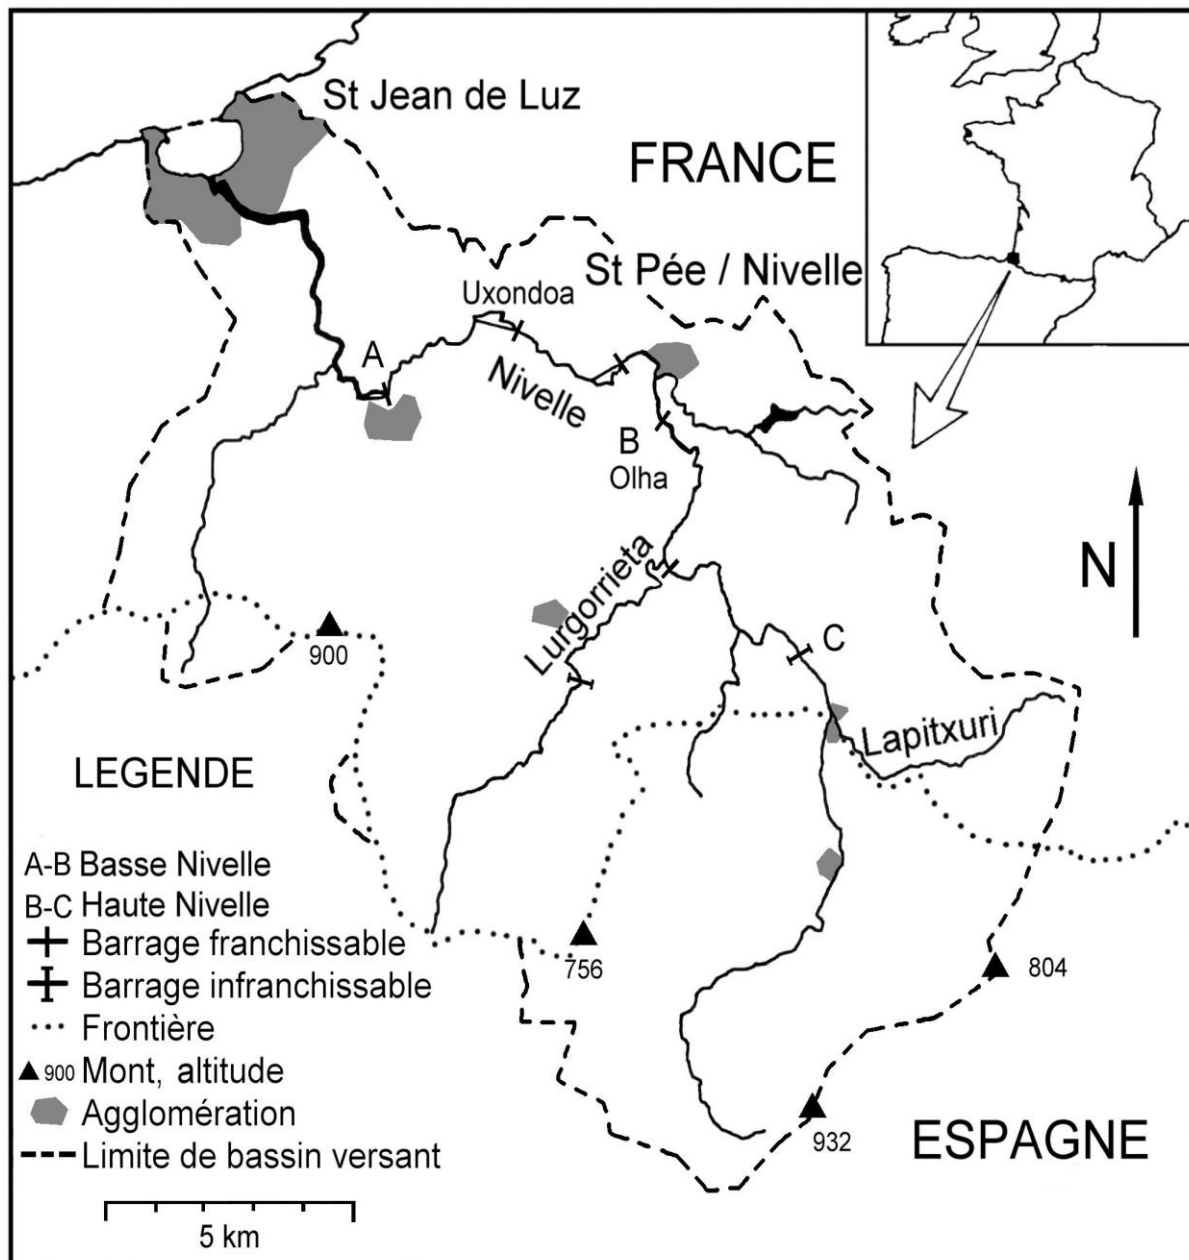 St Jean de Luz
FRANCE
St Pée / Nivelle
Uxondoa
A
Nivelle
B
Olha
N
Lurgorrieta
C
900
Lapitxuri
LEGENDE
A-B Basse Nivelle
B-C Haute Nivelle
Barrage franchissable
Barrage infranchissable
Frontière
900 Mont, altitude
Agglomération
Limite de bassin versant
5 km
756
804
932
ESPAGNE